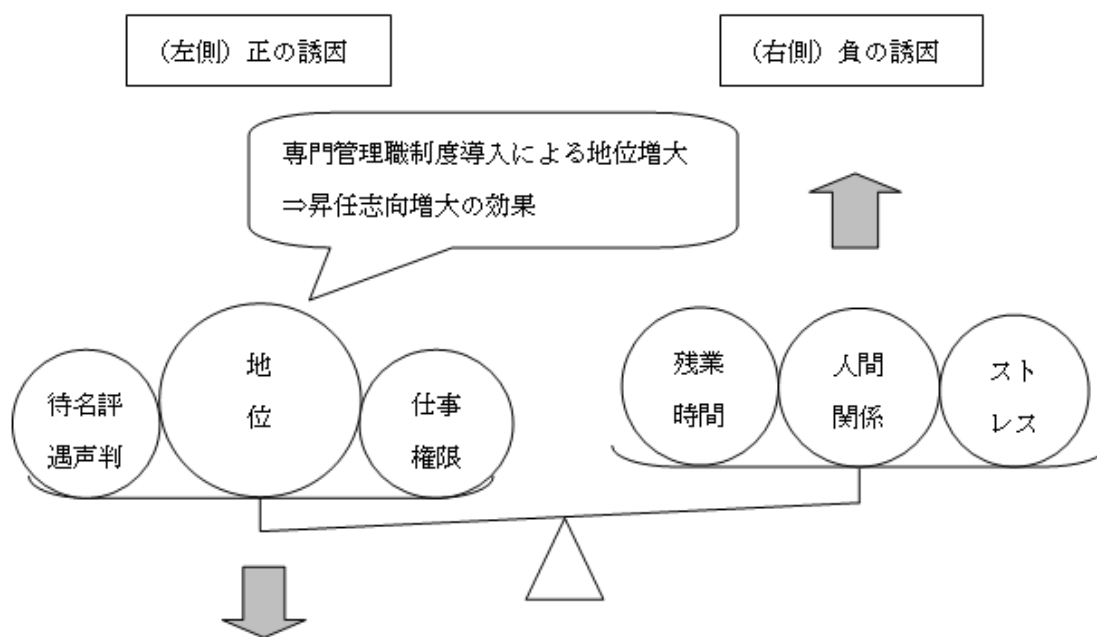 （左側）正の誘因
（右側）負の誘因
専門管理職制度導入による地位増大
⇒昇任志向増大の効果
待名評
遇声判
地
位
仕事
権限
残業
時間
人間
関係
スト
レス